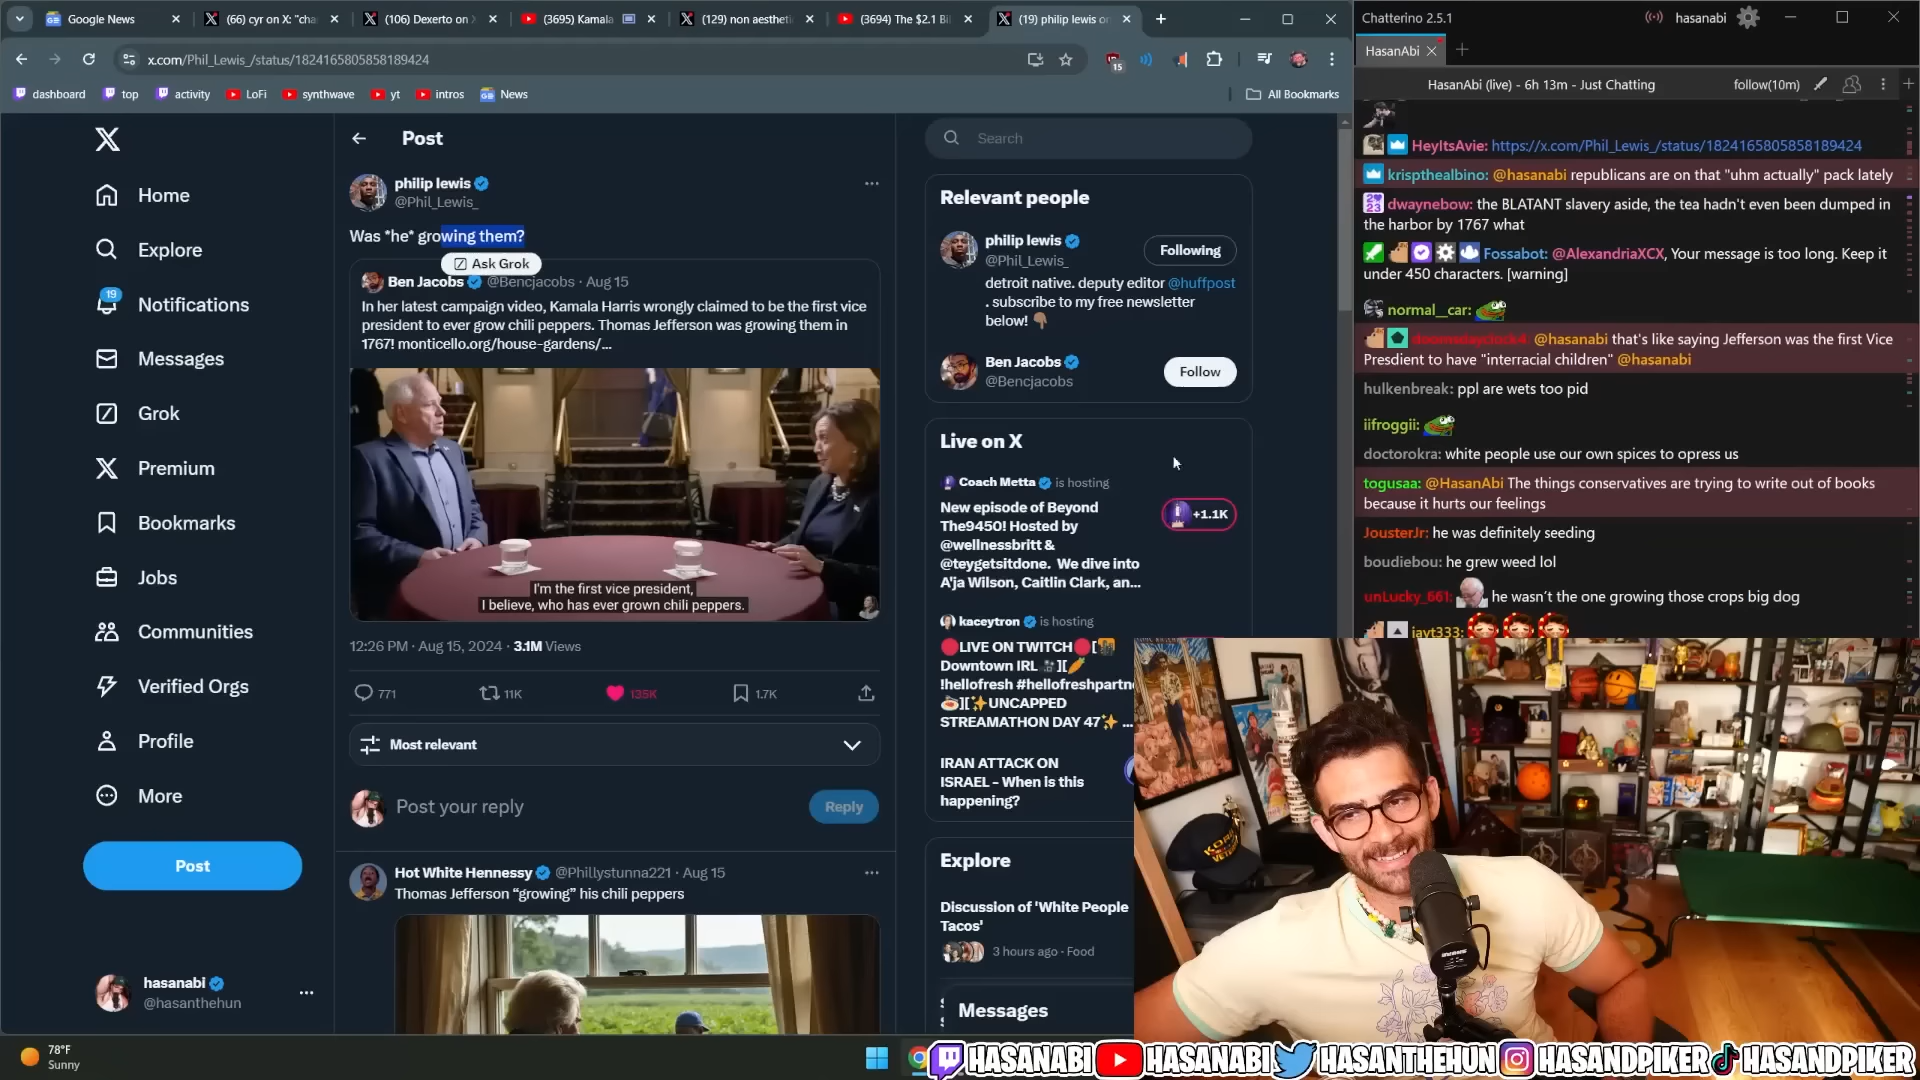 Google News
(66) cyr on X: "cha
(106) Dexerto on X
(3695) Kamala
(129) non aestheti
(3694) The $2.1 Bil
(19) philip lewis on
x.com/Phil_Lewis_/status/1824165805858189424
15
dashboard
top
activity
LoFi
synthwave
yt
intros
News
All Bookmarks
Home
Explore
19
Notifications
Messages
Grok
Premium
Bookmarks
Jobs
Communities
Verified Orgs
Profile
More
Post
hasanabi
@hasanthehun
Post
philip lewis
@Phil_Lewis_
Was *he* growing them?
Ask Grok
Ben Jacobs @Bencjacobs · Aug 15
In her latest campaign video, Kamala Harris wrongly claimed to be the first vice
president to ever grow chili peppers. Thomas Jefferson was growing them in
1767! monticello.org/house-gardens/...
I'm the first vice president,
I believe, who has ever grown chili peppers.
12:26 PM · Aug 15, 2024 · 3.1M Views
771
11K
135K
1.7K
Most relevant
Post your reply
Reply
Hot White Hennessy @Phillystunna221 · Aug 15
Thomas Jefferson “growing” his chili peppers
Search
Relevant people
philip lewis
@Phil_Lewis_
Following
detroit native. deputy editor @huffpost
. subscribe to my free newsletter
below!
Ben Jacobs
@Bencjacobs
Follow
Live on X
Coach Metta is hosting
New episode of Beyond
The9450! Hosted by
@wellnessbritt &
@teygetsitdone. We dive into
A'ja Wilson, Caitlin Clark, an...
+1.1K
kaceytron is hosting
LIVE ON TWITCH
Downtown IRL
!hellofresh #hellofreshpartne
UNCAPPED
STREAMATHON DAY 47 ...
IRAN ATTACK ON
ISRAEL - When is this
happening?
Explore
Discussion of 'White People
Tacos'
3 hours ago · Food
Messages
Chatterino 2.5.1
hasanabi
HasanAbi
HasanAbi (live) - 6h 13m - Just Chatting
follow(10m)
HeyItsAvie: https://x.com/Phil_Lewis_/status/1824165805858189424
krispthealbino: @hasanabi republicans are on that "uhm actually" pack lately
dwaynebow: the BLATANT slavery aside, the tea hadn't even been dumped in
the harbor by 1767 what
Fossabot: @AlexandriaXCX, Your message is too long. Keep it
under 450 characters. [warning]
normal__car:
doomsdayclock4: @hasanabi that's like saying Jefferson was the first Vice
Presdient to have "interracial children" @hasanabi
hulkenbreak: ppl are wets too pid
iifroggii:
doctorokra: white people use our own spices to opress us
togusaa: @HasanAbi The things conservatives are trying to write out of books
because it hurts our feelings
JousterJr: he was definitely seeding
boudiebou: he grew weed lol
unLucky_661: he wasn´t the one growing those crops big dog
jayt333:
KOREA
VETERAN
78°F
Sunny
HASANABI
HASANABI
HASANTHEHUN
HASANDPIKER
HASANDPIKER